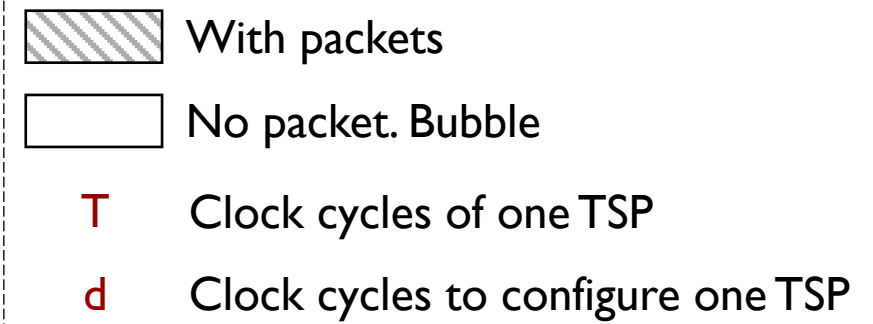 With packets
No packet. Bubble
T Clock cycles of one TSP
d Clock cycles to configure one TSP